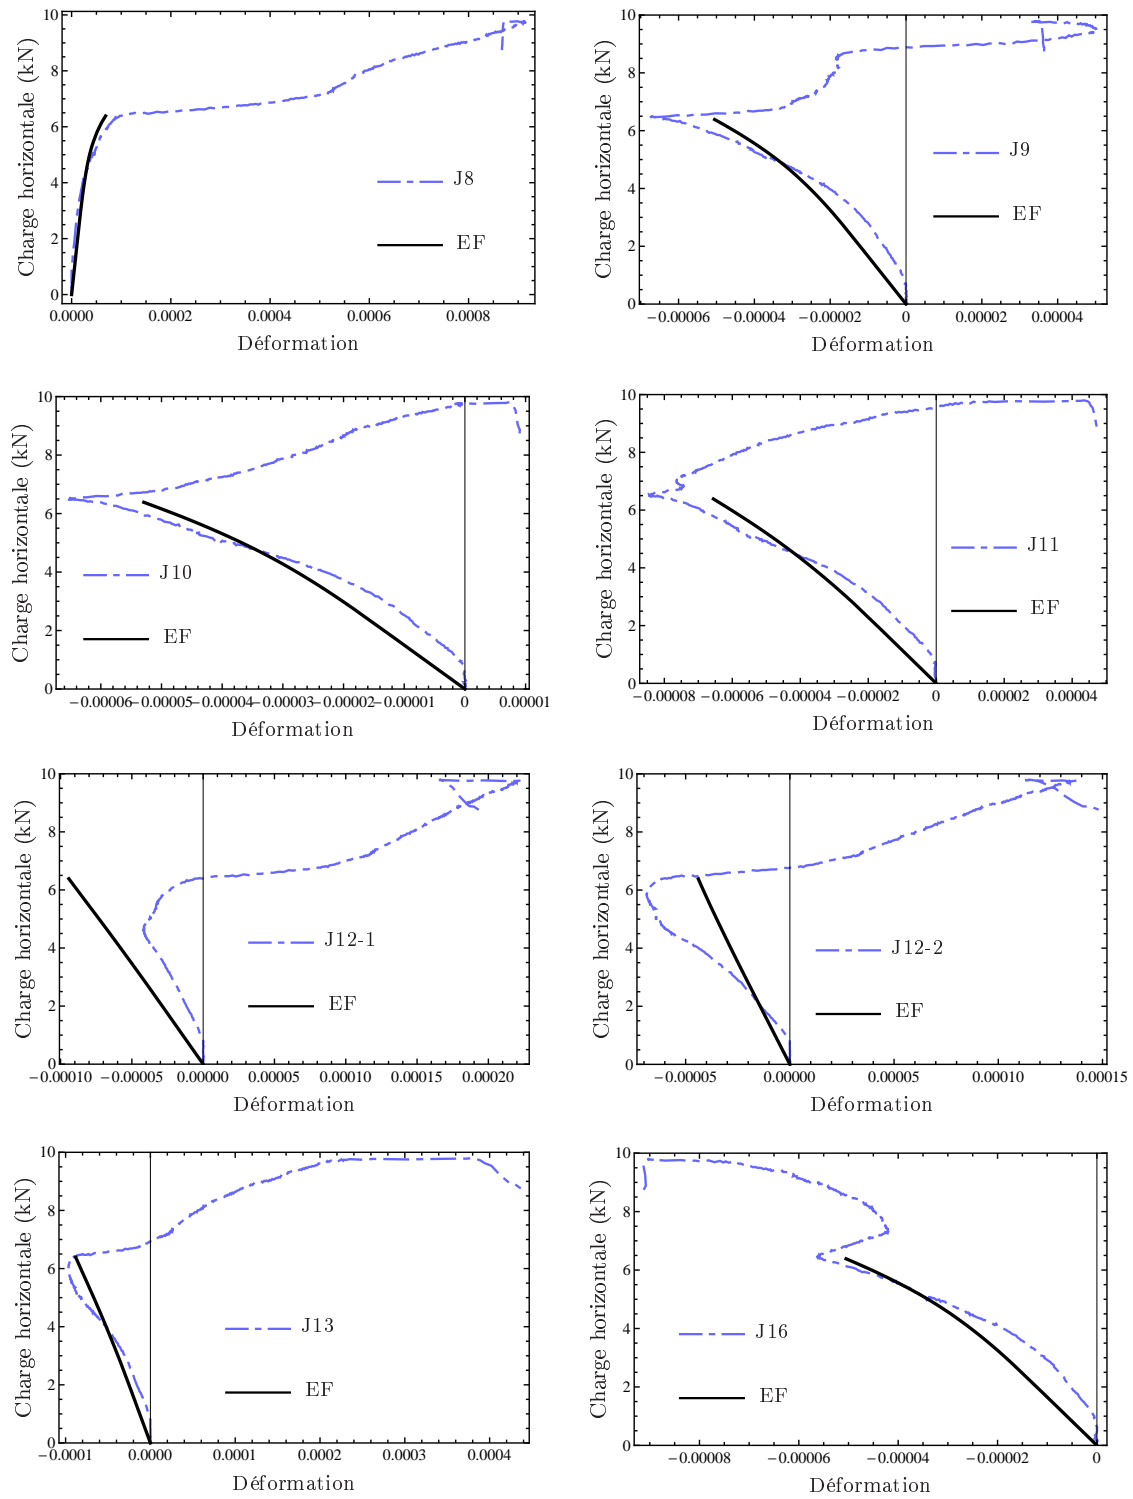 Charge horizontale (kN)
10
8
6
4
2
0
J8
EF
0.0000 0.0002 0.0004 0.0006 0.0008
Déformation
Charge horizontale (kN)
10
8
6
4
2
0
J9
EF
−0.00006 −0.00004 −0.00002 0 0.00002 0.00004
Déformation
Charge horizontale (kN)
10
8
6
4
2
0
J10
EF
−0.00006 −0.00005 −0.00004 −0.00003 −0.00002 −0.00001 0 0.00001
Déformation
Charge horizontale (kN)
10
8
6
4
2
0
J11
EF
−0.00008 −0.00006 −0.00004 −0.00002 0 0.00002 0.00004
Déformation
Charge horizontale (kN)
10
8
6
4
2
0
J12-1
EF
−0.00010 −0.00005 0.00000 0.00005 0.00010 0.00015 0.00020
Déformation
Charge horizontale (kN)
10
8
6
4
2
0
J12-2
EF
−0.00005 0.00000 0.00005 0.00010 0.00015
Déformation
Charge horizontale (kN)
10
8
6
4
2
0
J13
EF
−0.0001 0.0000 0.0001 0.0002 0.0003 0.0004
Déformation
Charge horizontale (kN)
10
8
6
4
2
0
J16
EF
−0.00008 −0.00006 −0.00004 −0.00002 0
Déformation